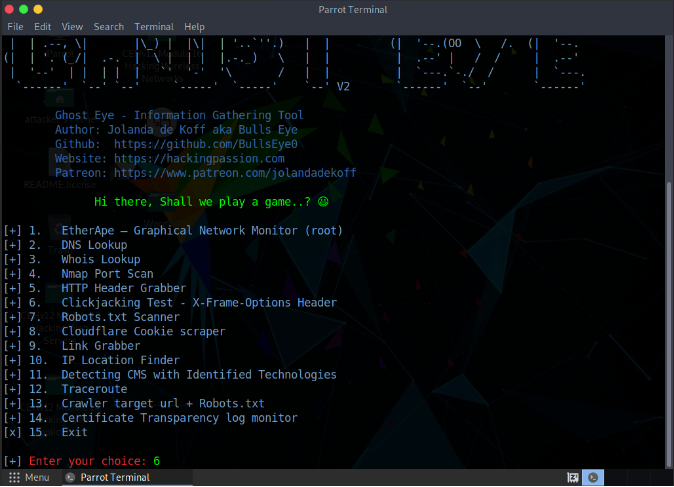 Parrot Terminal
File Edit View Search Terminal Help
V2
Ghost Eye - Information Gathering Tool
Author: Jolanda de Koff aka Bulls Eye
Github: https://github.com/BullsEye0
Website: https://hackingpassion.com
Patreon: https://www.patreon.com/jolandadekoff
Hi there, Shall we play a game..? 😃
[+] 1. EtherApe – Graphical Network Monitor (root)
[+] 2. DNS Lookup
[+] 3. Whois Lookup
[+] 4. Nmap Port Scan
[+] 5. HTTP Header Grabber
[+] 6. Clickjacking Test - X-Frame-Options Header
[+] 7. Robots.txt Scanner
[+] 8. Cloudflare Cookie scraper
[+] 9. Link Grabber
[+] 10. IP Location Finder
[+] 11. Detecting CMS with Identified Technologies
[+] 12. Traceroute
[+] 13. Crawler target url + Robots.txt
[+] 14. Certificate Transparency log monitor
[x] 15. Exit
[+] Enter your choice: 6
Menu Parrot Terminal